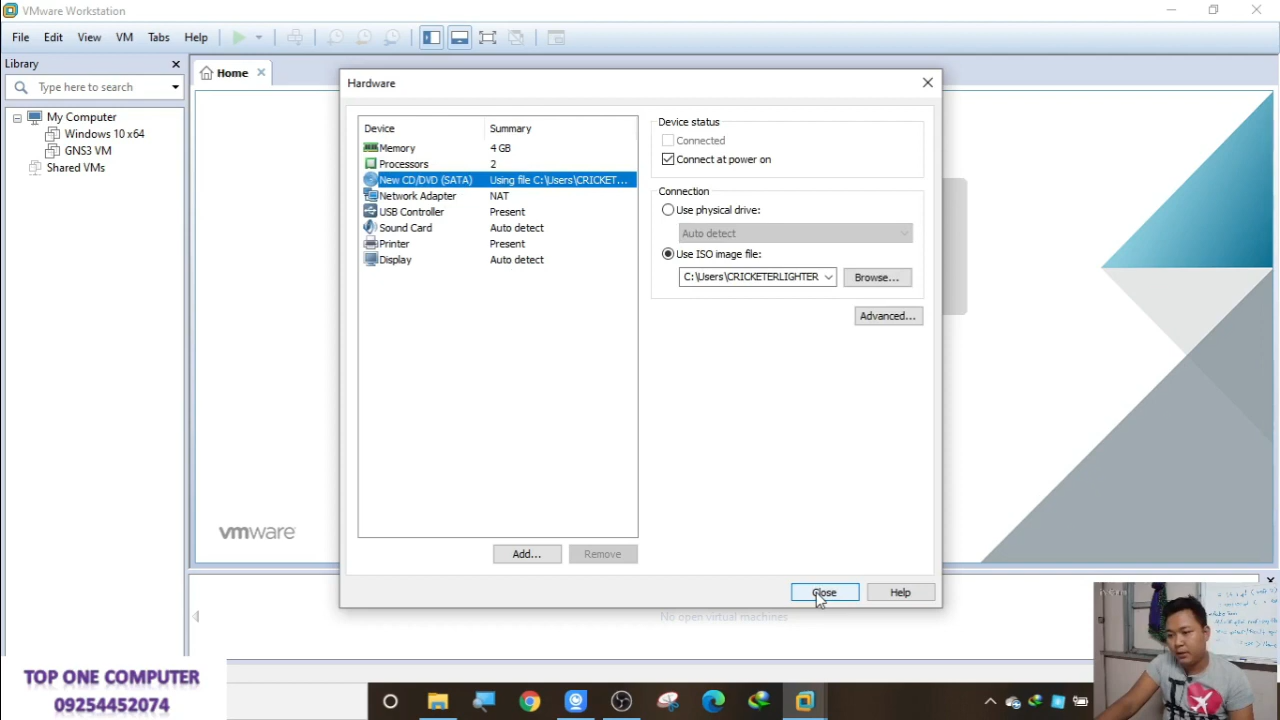 VMware Workstation
File Edit View VM Tabs Help
Library
Type here to search
My Computer
Windows 10 x64
GNS3 VM
Shared VMs
Home
Hardware
Device Summary
Memory 4 GB
Processors 2
New CD/DVD (SATA) Using file C:\Users\CRICKET...
Network Adapter NAT
USB Controller Present
Sound Card Auto detect
Printer Present
Display Auto detect
Add... Remove
Device status
Connected
Connect at power on
Connection
Use physical drive:
Auto detect
Use ISO image file:
C:\Users\CRICKETERLIGHTER Browse...
Advanced...
Close Help
vmware
No open virtual machines
TOP ONE COMPUTER
09254452074